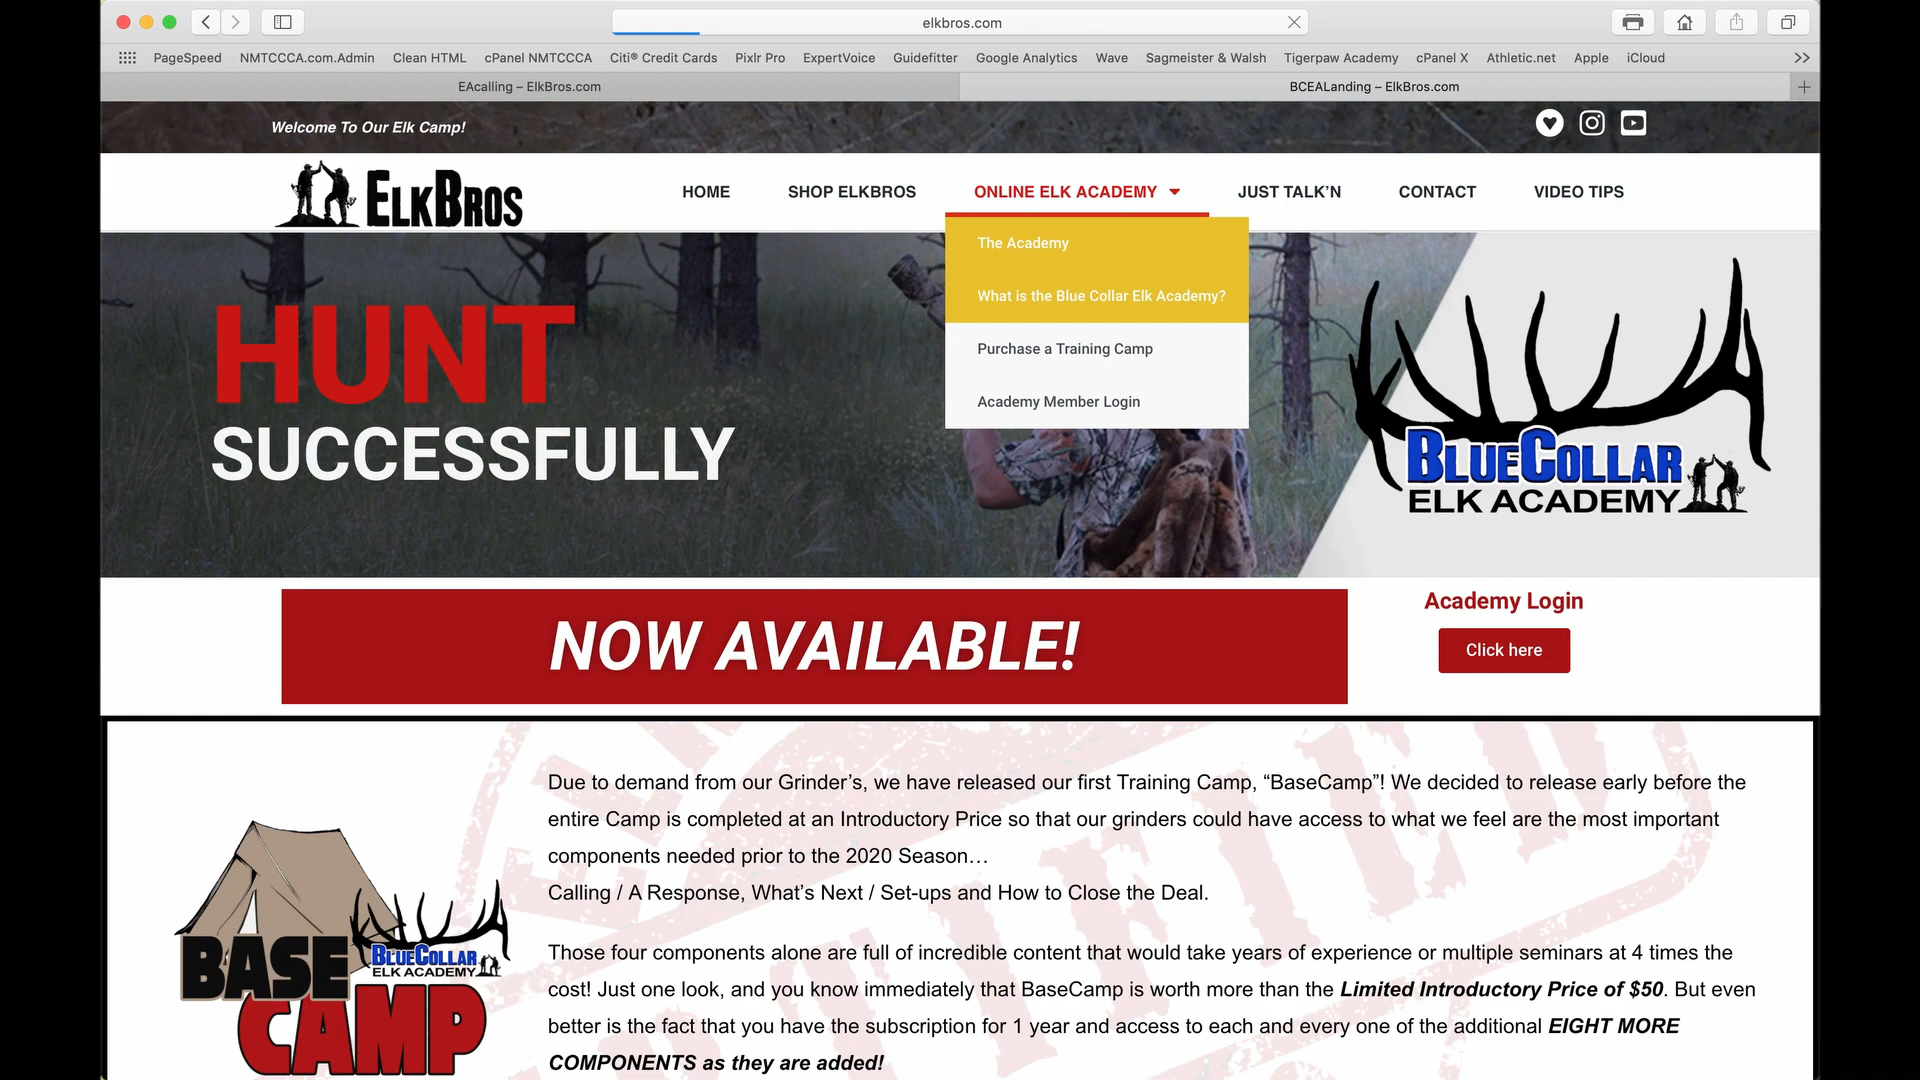 elkbros.com
PageSpeed NMTCCCA.com.Admin Clean HTML cPanel NMTCCCA Citi® Credit Cards Pixlr Pro ExpertVoice Guidefitter Google Analytics Wave Sagmeister & Walsh Tigerpaw Academy cPanel X Athletic.net Apple iCloud
EAcalling – ElkBros.com
BCEALanding – ElkBros.com
Welcome To Our Elk Camp!
ELKBROS
HOME SHOP ELKBROS ONLINE ELK ACADEMY JUST TALK’N CONTACT VIDEO TIPS
The Academy
What is the Blue Collar Elk Academy?
Purchase a Training Camp
Academy Member Login
HUNT
SUCCESSFULLY
BLUECOLLAR
ELK ACADEMY
NOW AVAILABLE!
Academy Login
Click here
Due to demand from our Grinder’s, we have released our first Training Camp, “BaseCamp”! We decided to release early before the
entire Camp is completed at an Introductory Price so that our grinders could have access to what we feel are the most important
components needed prior to the 2020 Season…
Calling / A Response, What’s Next / Set-ups and How to Close the Deal.
Those four components alone are full of incredible content that would take years of experience or multiple seminars at 4 times the
cost! Just one look, and you know immediately that BaseCamp is worth more than the Limited Introductory Price of $50. But even
better is the fact that you have the subscription for 1 year and access to each and every one of the additional EIGHT MORE
COMPONENTS as they are added!
BASE
CAMP
BLUECOLLAR
ELK ACADEMY